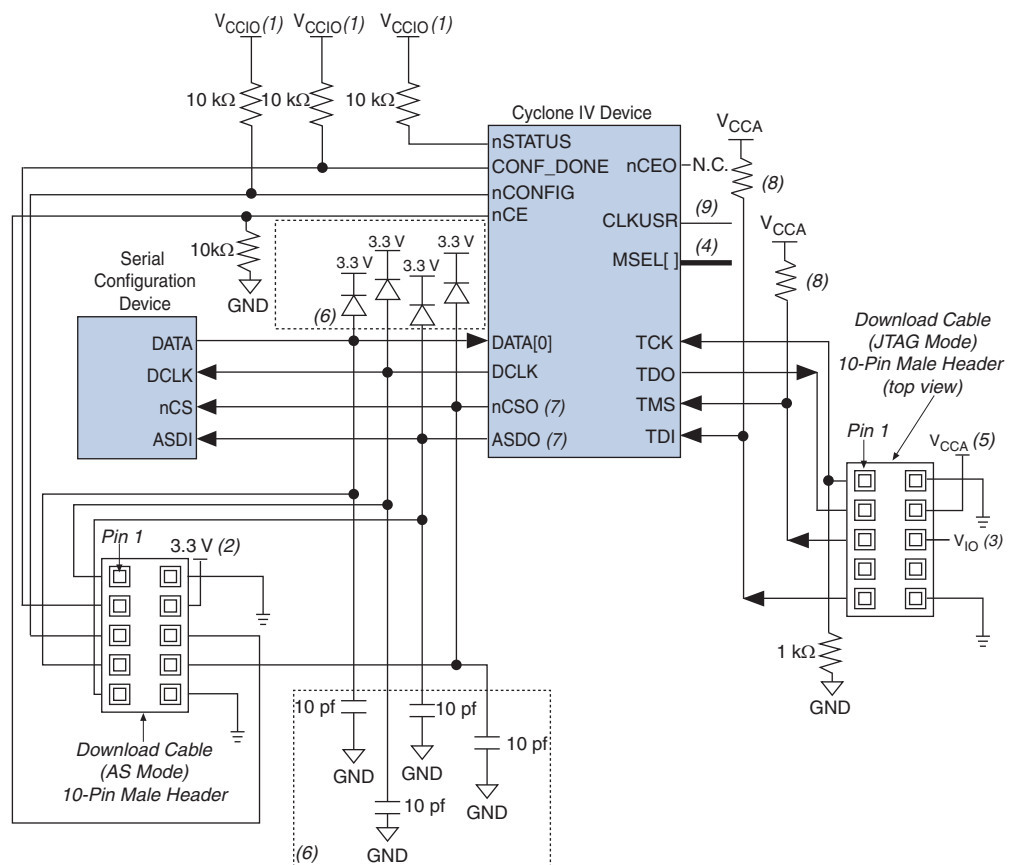 VCCIO (1) VCCIO (1) VCCIO (1)
10 kΩ 10 kΩ 10 kΩ
Cyclone IV Device
nSTATUS
CONF_DONE
nCONFIG
nCE
nCEO N.C.
CLKUSR (9)
MSEL[ ] (4)
VCCA
(8)
VCCA
(8)
10kΩ
GND
3.3 V 3.3 V 3.3 V 3.3 V
(6)
Serial
Configuration
Device
DATA
DCLK
nCS
ASDI
DATA[0]
DCLK
nCSO (7)
ASDO (7)
TCK
TDO
TMS
TDI
Download Cable
(JTAG Mode)
10-Pin Male Header
(top view)
Pin 1
VCCA (5)
VIO (3)
1 kΩ
GND
Pin 1
3.3 V (2)
Download Cable
(AS Mode)
10-Pin Male Header
10 pf
GND
10 pf
GND
10 pf
GND
10 pf
GND
(6)